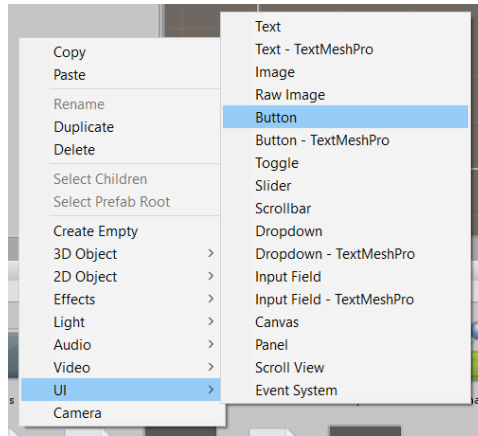 Copy
Paste
Rename
Duplicate
Delete
Select Children
Select Prefab Root
Create Empty
3D Object
2D Object
Effects
Light
Audio
Video
UI
Camera
Text
Text - TextMeshPro
Image
Raw Image
Button
Button - TextMeshPro
Toggle
Slider
Scrollbar
Dropdown
Dropdown - TextMeshPro
Input Field
Input Field - TextMeshPro
Canvas
Panel
Scroll View
Event System